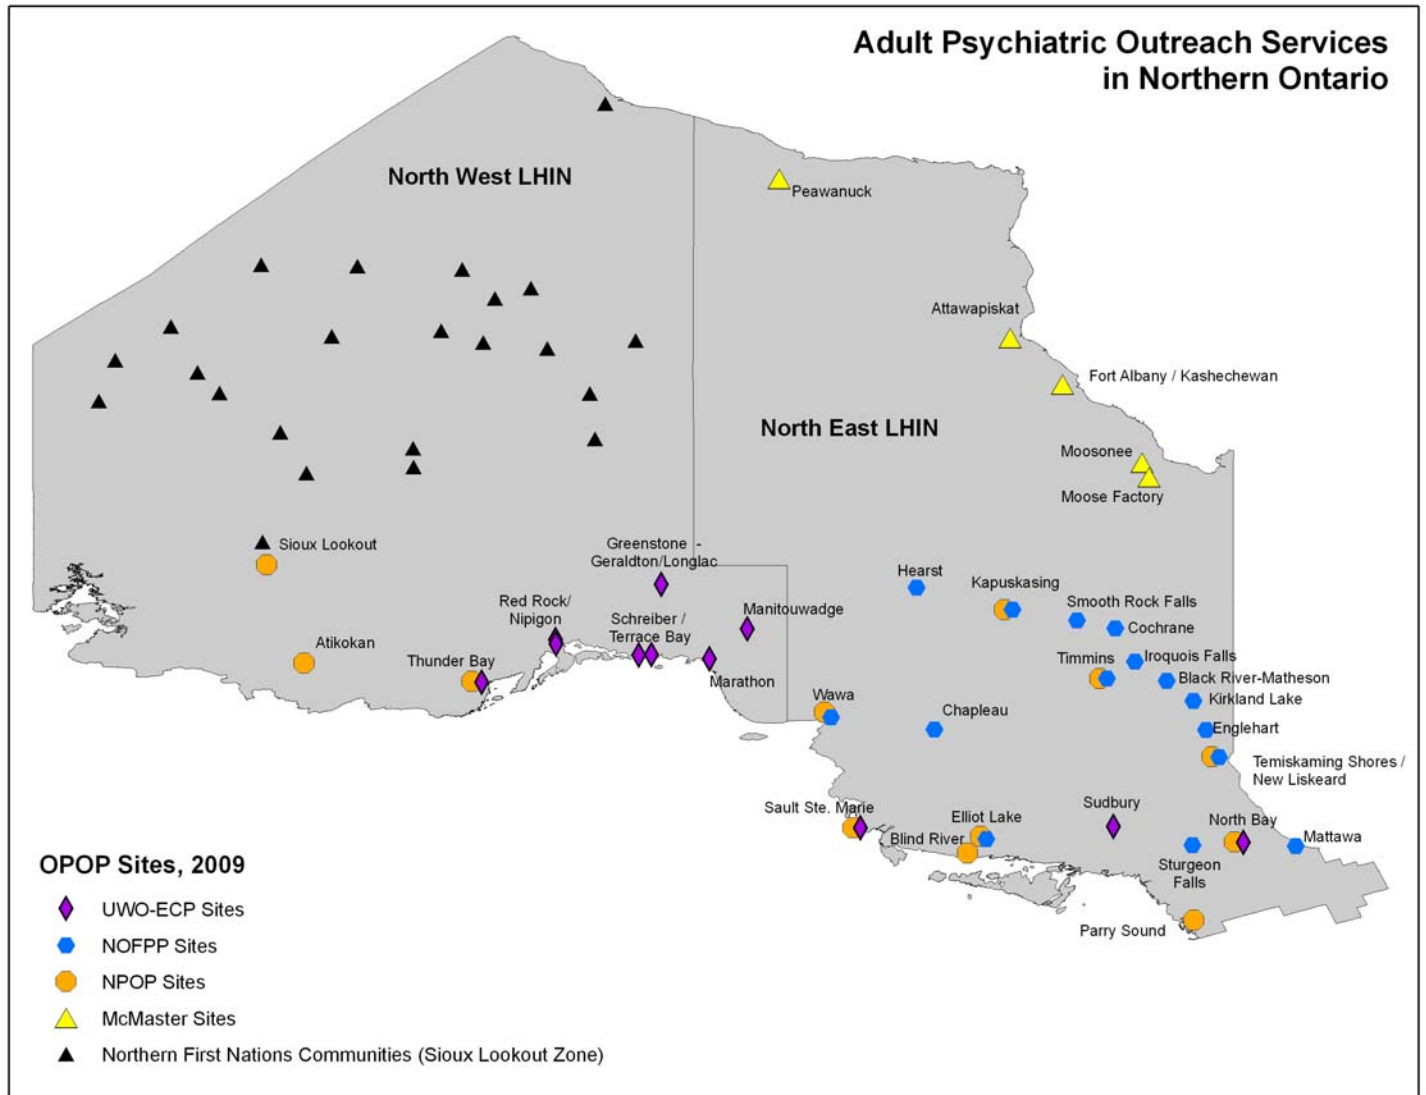 Adult Psychiatric Outreach Services
in Northern Ontario
North West LHIN
Peawanuck
Attawapiskat
Fort Albany / Kashechewan
North East LHIN
Moosonee
Moose Factory
Sioux Lookout
Greenstone -
Geraldton/Longlac
Hearst
Kapuskasing
Red Rock/
Nipigon
Schreiber /
Terrace Bay
Manitouwadge
Smooth Rock Falls
Cochrane
Atikokan
Thunder Bay
Marathon
Timmins
Iroquois Falls
Black River-Matheson
Wawa
Chapleau
Kirkland Lake
Englehart
Temiskaming Shores /
New Liskeard
Sault Ste. Marie
Elliot Lake
Blind River
Sudbury
North Bay
Mattawa
Sturgeon
Falls
Parry Sound
OPOP Sites, 2009
UWO-ECP Sites
NOFPP Sites
NPOP Sites
McMaster Sites
Northern First Nations Communities (Sioux Lookout Zone)